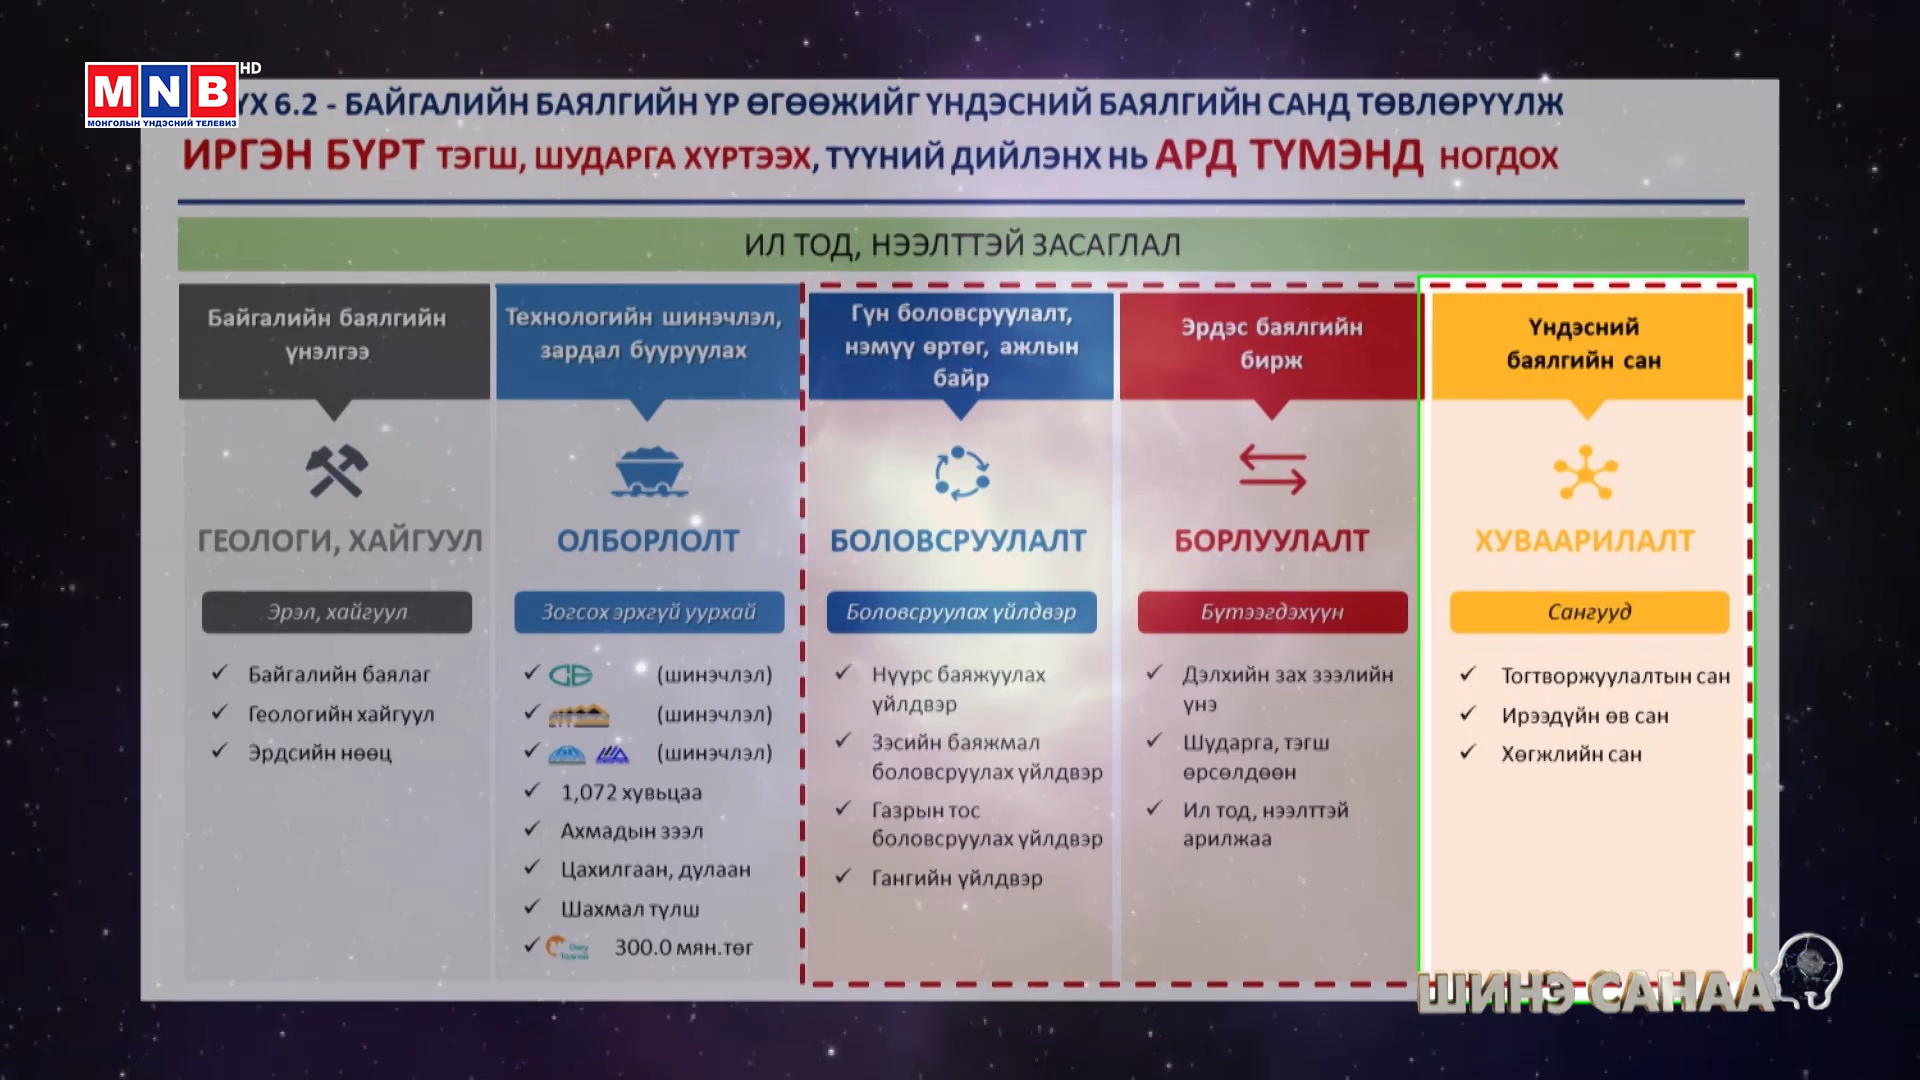 MNB HD
МОНГОЛЫН ҮНДЭСНИЙ ТЕЛЕВИЗ
6.2 - БАЙГАЛИЙН БАЯЛГИЙН ҮР ӨГӨӨЖИЙГ ҮНДЭСНИЙ БАЯЛГИЙН САНД ТӨВЛӨРҮҮЛЖ
ИРГЭН БҮРТ ТЭГШ, ШУДАРГА ХҮРТЭЭХ, ТҮҮНИЙ ДИЙЛЭНХ НЬ АРД ТҮМЭНД НОГДОХ
ИЛ ТОД, НЭЭЛТТЭЙ ЗАСАГЛАЛ
Байгалийн баялгийн
үнэлгээ
ГЕОЛОГИ, ХАЙГУУЛ
Эрэл, хайгуул
✓ Байгалийн баялаг
✓ Геологийн хайгуул
✓ Эрдсийн нөөц
Технологийн шинэчлэл,
зардал бууруулах
ОЛБОРЛОЛТ
Зогсох эрхгүй уурхай
✓ (шинэчлэл)
✓ (шинэчлэл)
✓ (шинэчлэл)
✓ 1,072 хувьцаа
✓ Ахмадын зээл
✓ Цахилгаан, дулаан
✓ Шахмал түлш
✓ Оюу Толгой 300.0 мян.төг
Гүн боловсруулалт,
нэмүү өртөг, ажлын
байр
БОЛОВСРУУЛАЛТ
Боловсруулах үйлдвэр
✓ Нүүрс баяжуулах
үйлдвэр
✓ Зэсийн баяжмал
боловсруулах үйлдвэр
✓ Газрын тос
боловсруулах үйлдвэр
✓ Гангийн үйлдвэр
Эрдэс баялгийн
бирж
БОРЛУУЛАЛТ
Бүтээгдэхүүн
✓ Дэлхийн зах зээлийн
үнэ
✓ Шударга, тэгш
өрсөлдөөн
✓ Ил тод, нээлттэй
арилжаа
Үндэсний
баялгийн сан
ХУВААРИЛАЛТ
Сангууд
✓ Тогтворжуулалтын сан
✓ Ирээдүйн өв сан
✓ Хөгжлийн сан
ШИНЭ САНАА